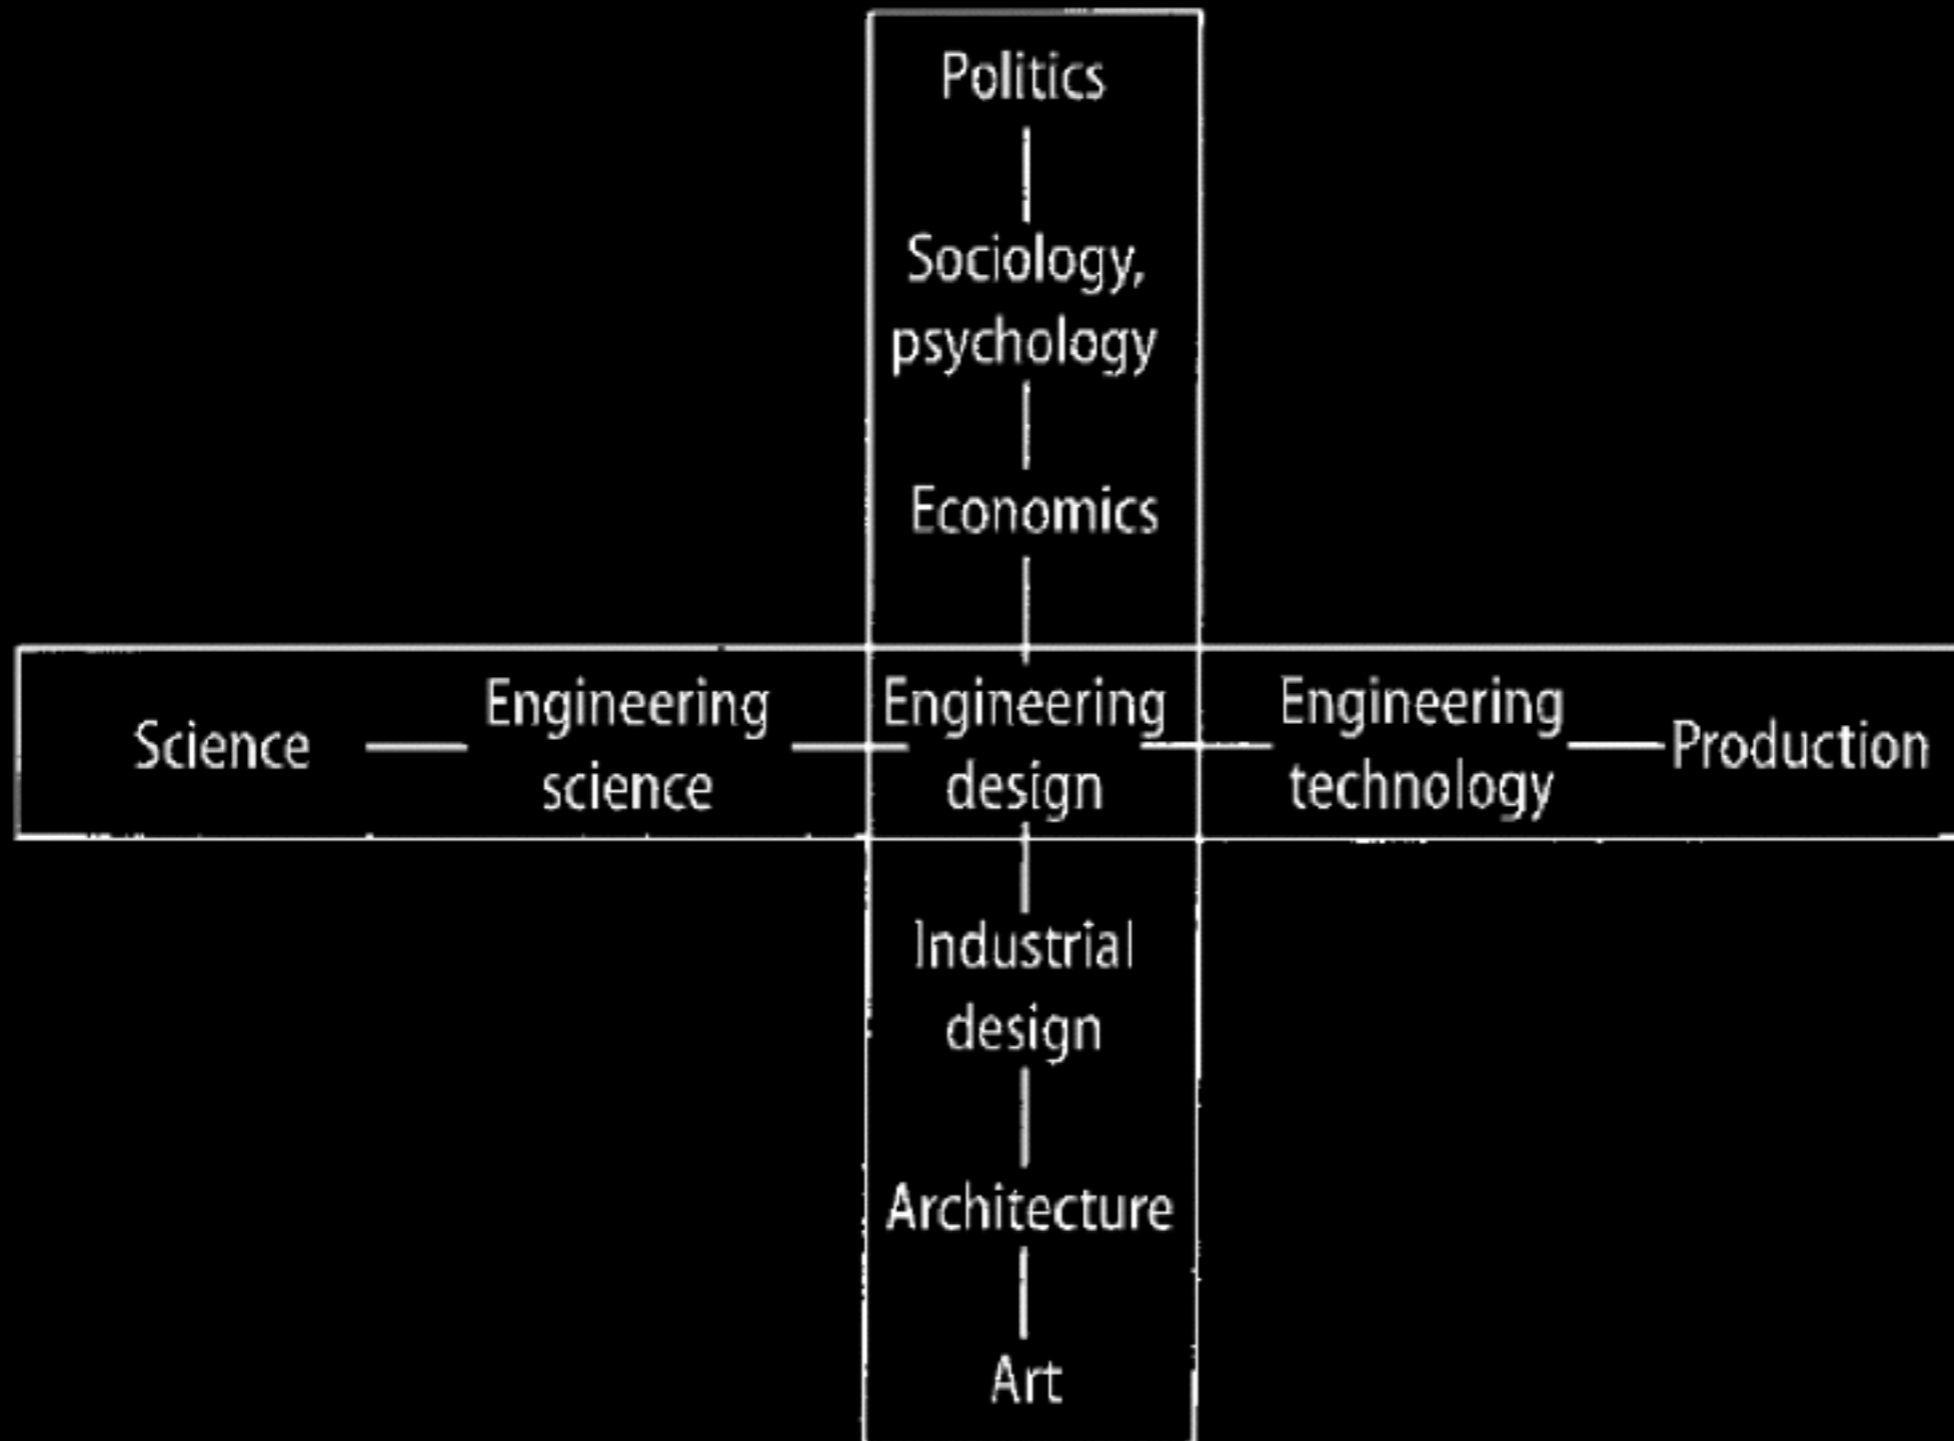 Politics
Sociology,
psychology
Economics
Science
Engineering
science
Engineering
design
Engineering
technology
Production
Industrial
design
Architecture
Art